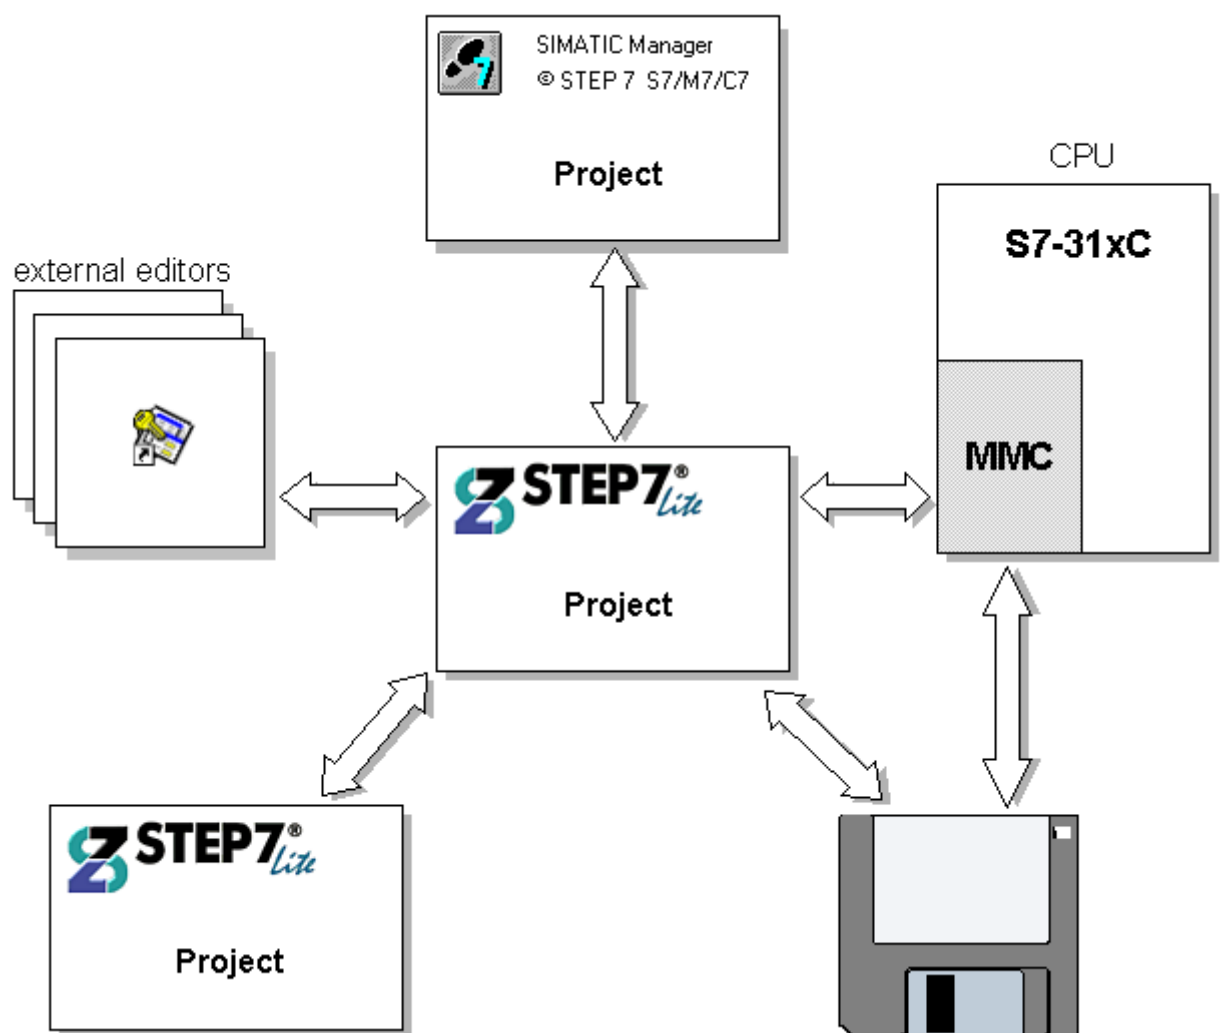 SIMATIC Manager
© STEP 7 S7/M7/C7
Project
CPU
S7-31xC
MMC
external editors
7
STEP7®
Lite
Project
STEP7®
Lite
Project